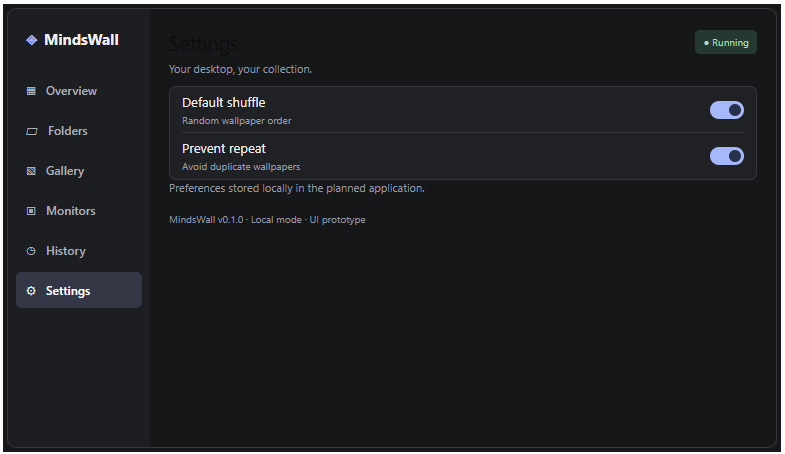 MindsWall
Overview
Folders
Gallery
Monitors
History
Settings
Settings
Your desktop, your collection.
● Running
Default shuffle
Random wallpaper order
Prevent repeat
Avoid duplicate wallpapers
Preferences stored locally in the planned application.
MindsWall v0.1.0 · Local mode · UI prototype